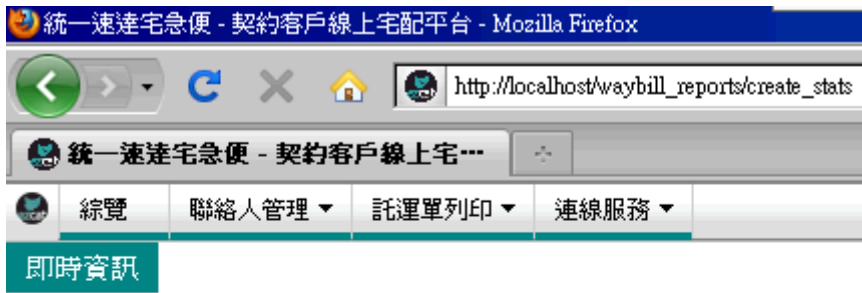 統一速達宅急便 - 契約客戶線上宅配平台 - Mozilla Firefox
http://localhost/waybill_reports/create_stats
統一速達宅急便 - 契約客戶線上宅…
綜覽 聯絡人管理 託運單列印 連線服務
即時資訊